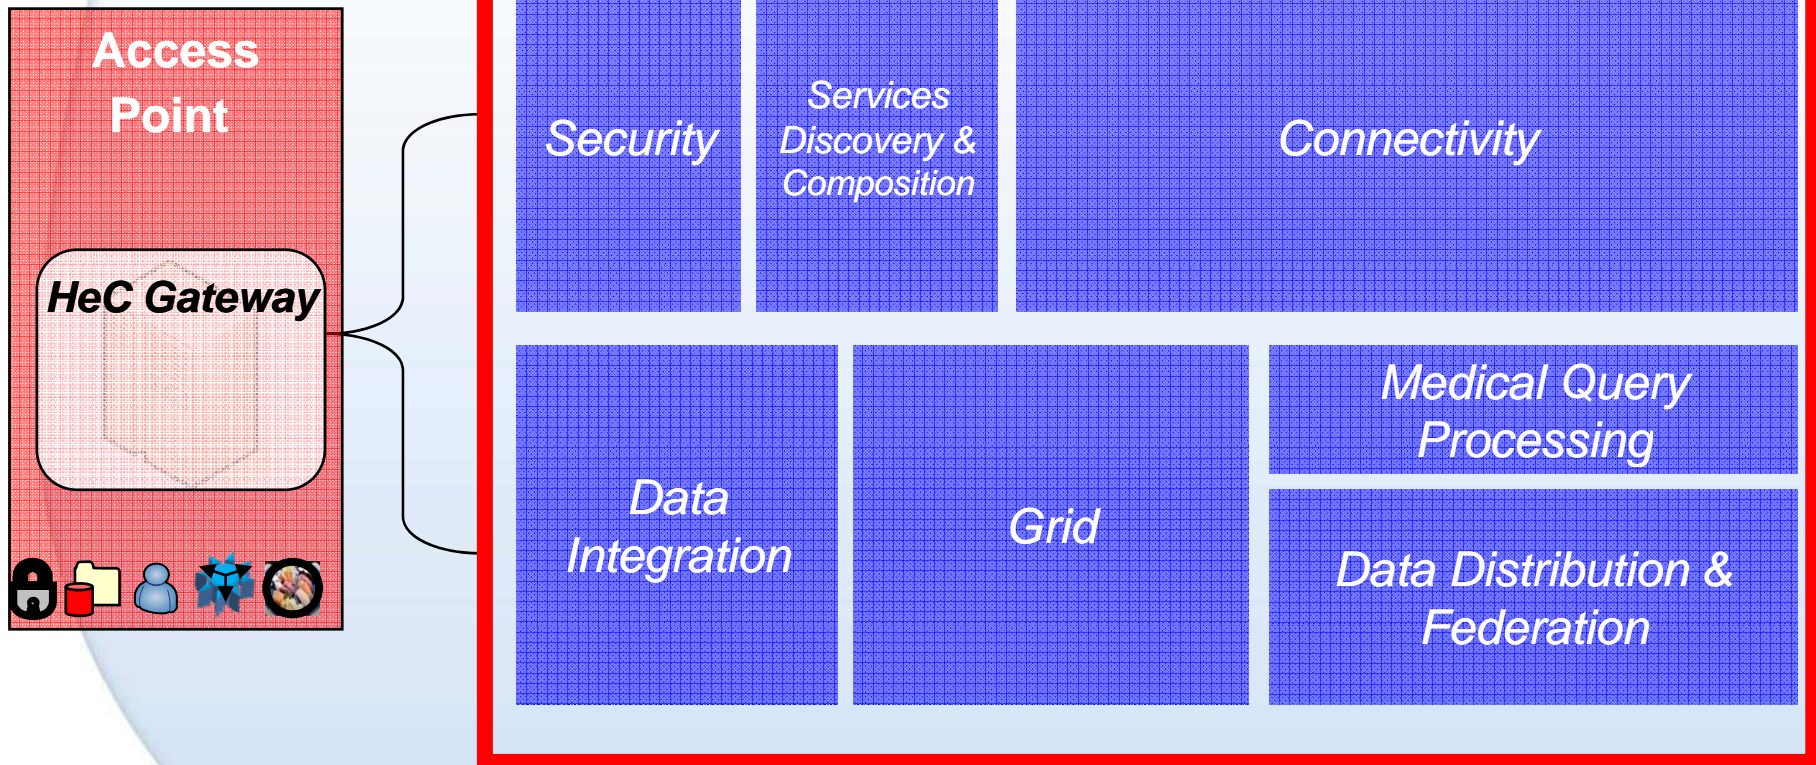 Access
Point
HeC Gateway
Security
Services
Discovery &
Composition
Connectivity
Data
Integration
Grid
Medical Query
Processing
Data Distribution &
Federation